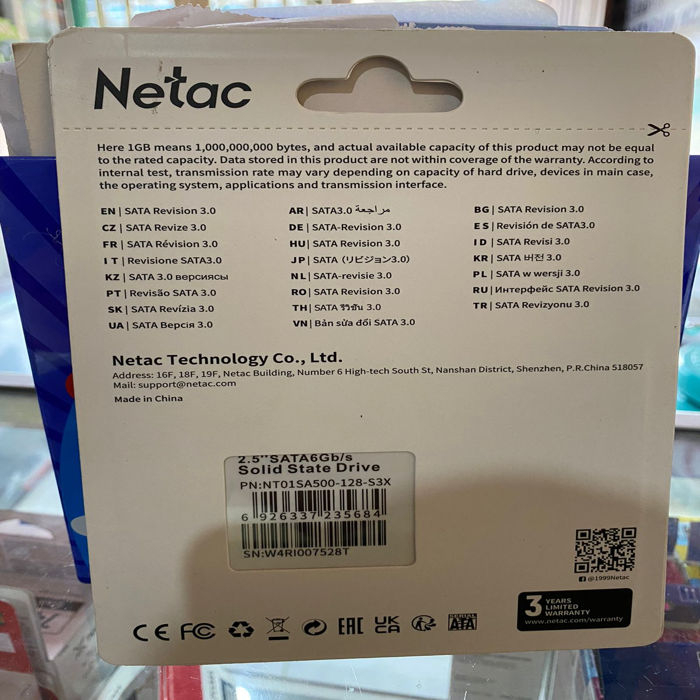 Netac
Here 1GB means 1,000,000,000 bytes, and actual available capacity of this product may not be equal
to the rated capacity. Data stored in this product are not within coverage of the warranty. According to
internal test, transmission rate may vary depending on capacity of hard drive, devices in main case,
the operating system, applications and transmission interface.
EN | SATA Revision 3.0
AR | SATA3.0 مراجعة
BG | SATA Revision 3.0
CZ | SATA Revize 3.0
DE | SATA-Revision 3.0
ES | Revisión de SATA3.0
FR | SATA Révision 3.0
HU | SATA Revision 3.0
ID | SATA Revisi 3.0
IT | Revisione SATA3.0
JP | SATA (リビジョン3.0)
KR | SATA 버전 3.0
KZ | SATA 3.0 версиясы
NL | SATA-revisie 3.0
PL | SATA w wersji 3.0
PT | Revisão SATA 3.0
RO | SATA Revision 3.0
RU | Интерфейс SATA Revision 3.0
SK | SATA Revízia 3.0
TH | SATA รีวิชัน 3.0
TR | SATA Revizyonu 3.0
UA | SATA Версія 3.0
VN | Bản sửa đổi SATA 3.0
Netac Technology Co., Ltd.
Address: 16F, 18F, 19F, Netac Building, Number 6 High-tech South St, Nanshan District, Shenzhen, P.R.China 518057
Mail: support@netac.com
Made in China
2.5"SATA6Gb/s
Solid State Drive
PN:NT01SA500-128-S3X
6 926337 235684
SN:W4RI007528T
@1999Netac
3 YEARS
LIMITED
WARRANTY
www.netac.com/warranty
CE FC EAC UK
CA
SERIAL
ATA